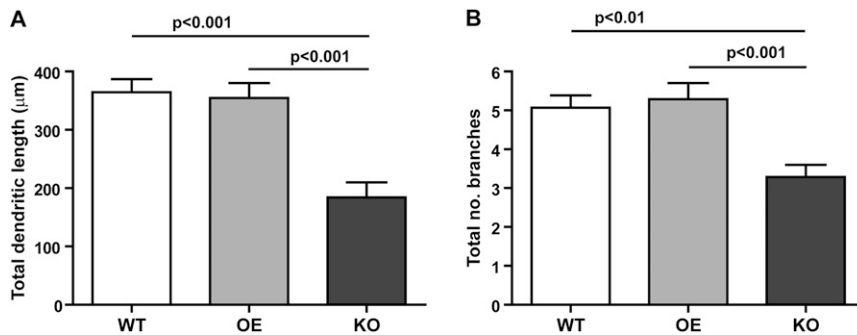 A
p<0.001
p<0.001
Total dendritic length (μm)
400
300
200
100
0
WT OE KO
B
p<0.01
p<0.001
Total no. branches
6
5
4
3
2
1
0
WT OE KO